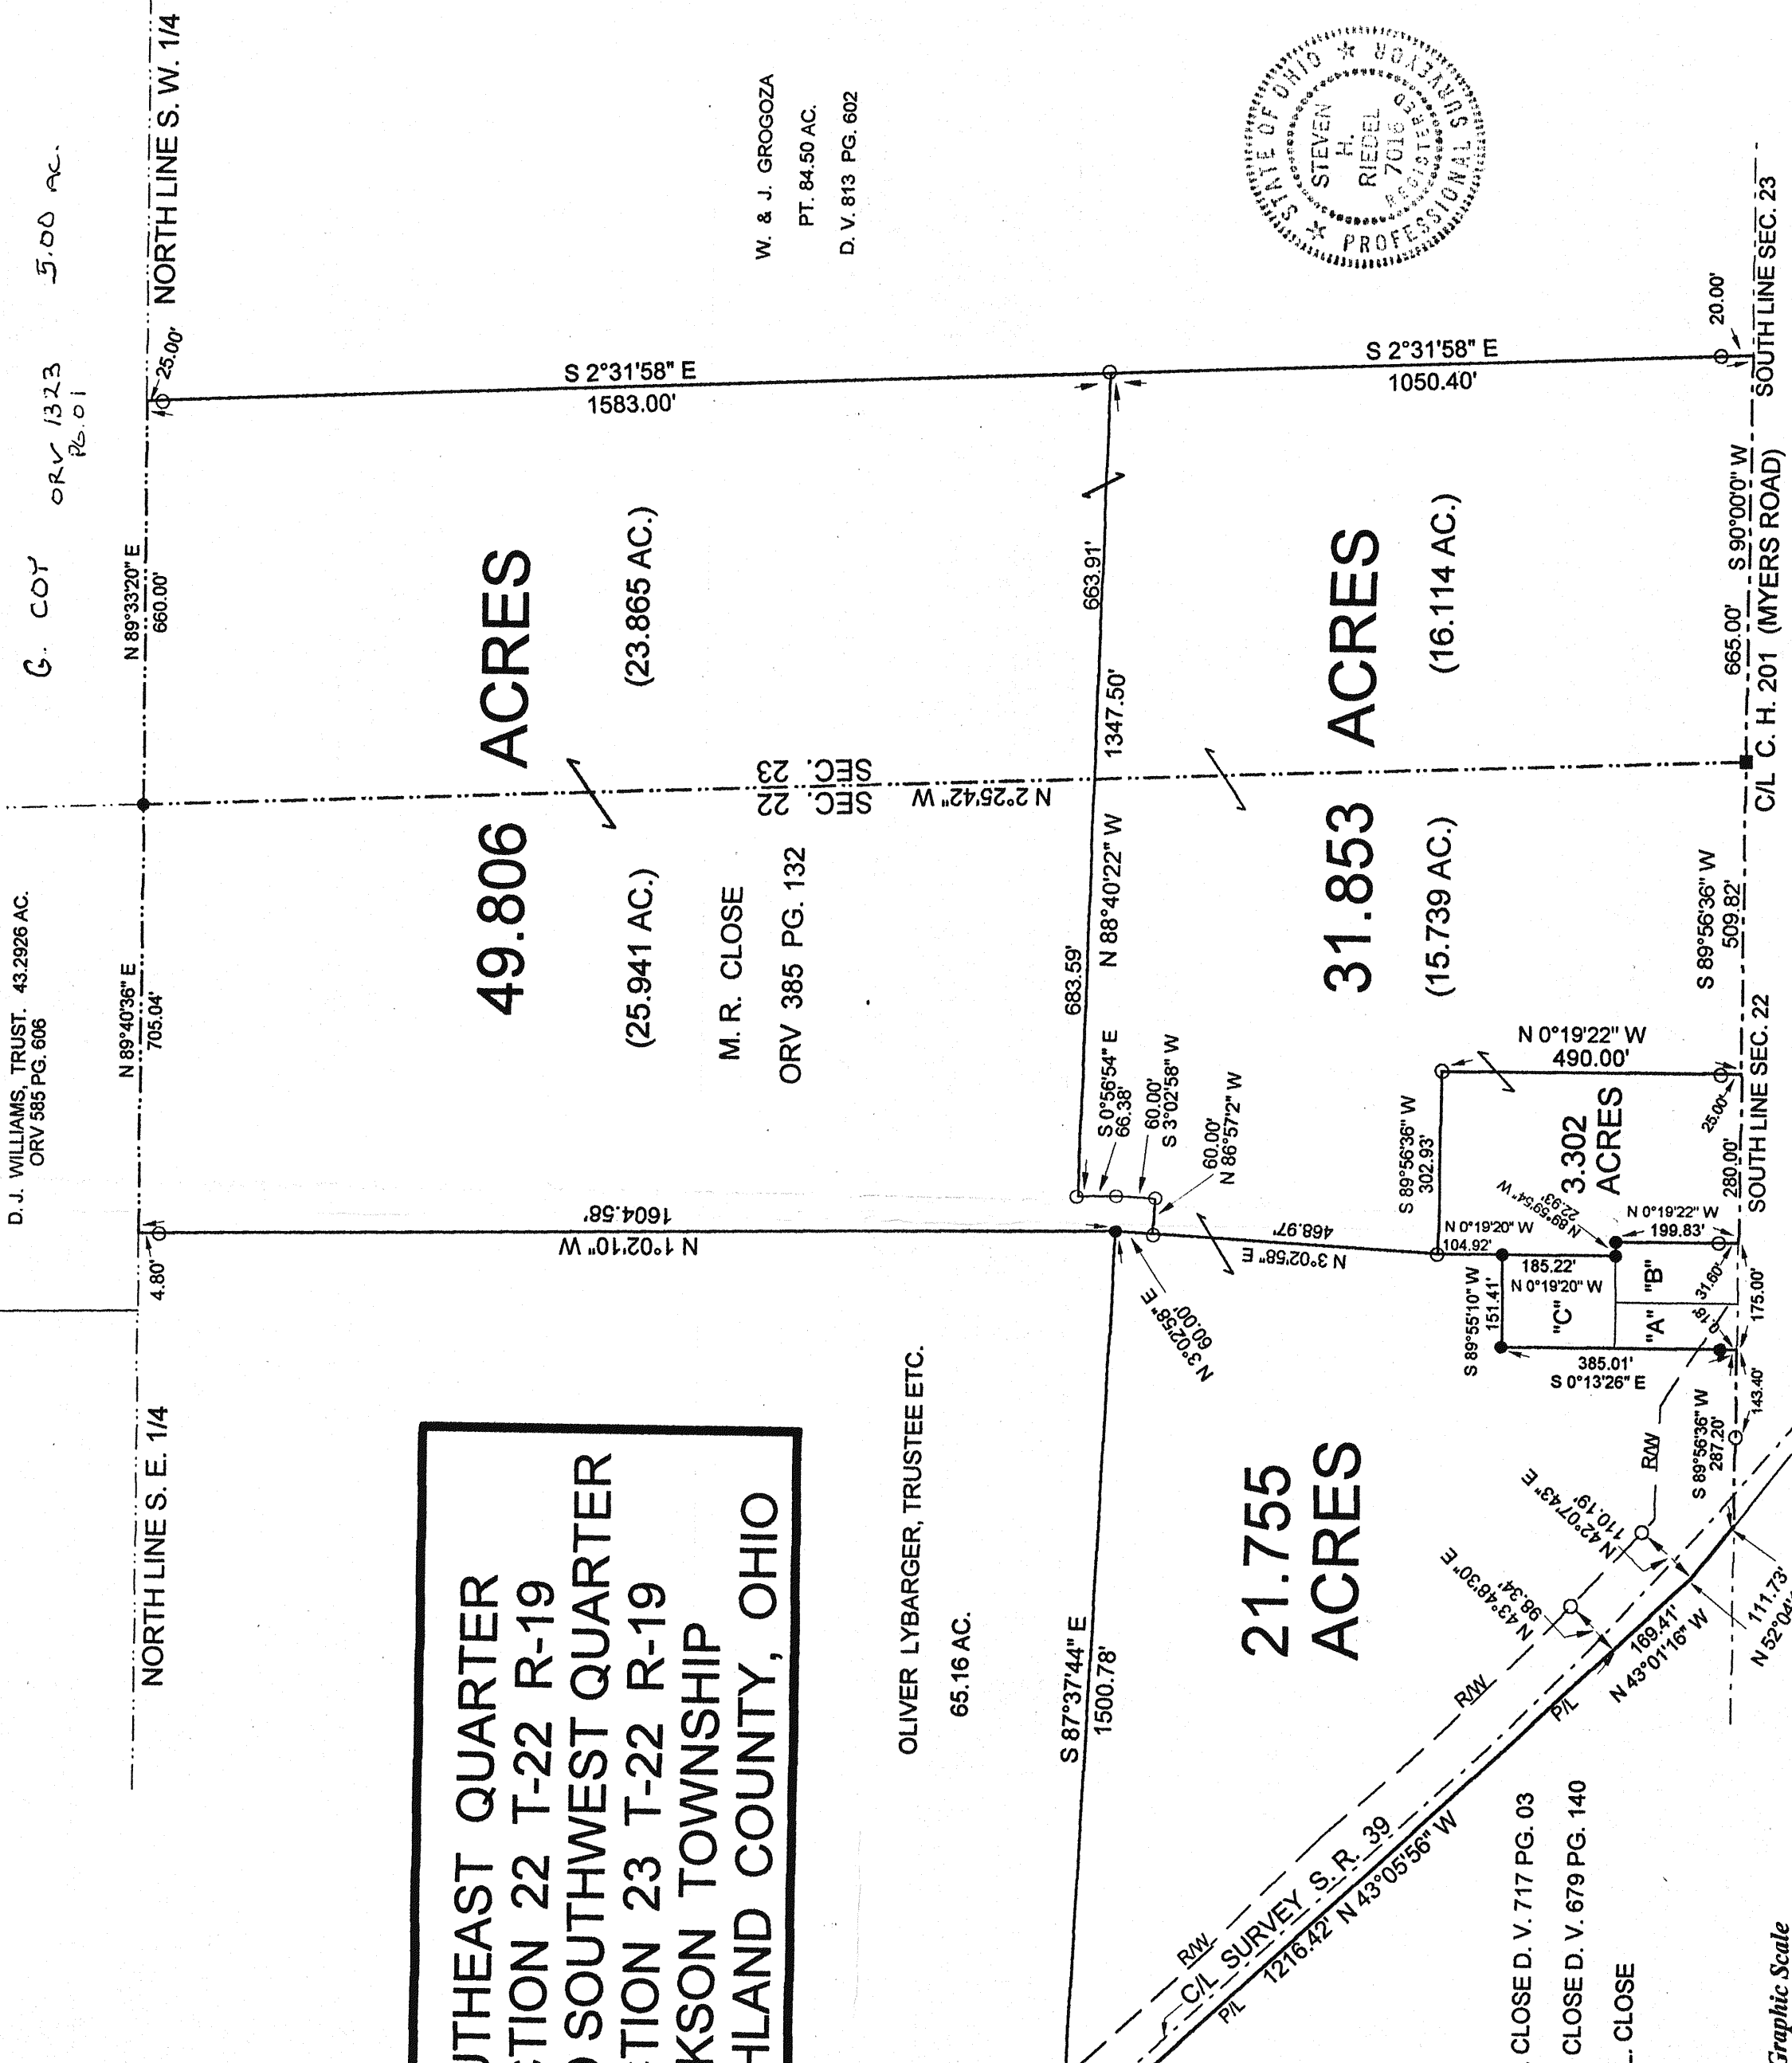 G. COY ORV 1323 5.00 AC.
PG. 01
D. J. WILLIAMS, TRUST. 43.2926 AC.
ORV 585 PG. 606
NORTH LINE S. E. 1/4
NORTH LINE S. W. 1/4
N 89°40'36" E
705.04'
N 89°33'20" E
660.00'
4.80'
25.00'
N 1°02'10" W
1604.58'
S 2°31'58" E
1583.00'
49.806 ACRES
(25.941 AC.)
(23.865 AC.)
M. R. CLOSE
ORV 385 PG. 132
SEC. 22
SEC. 23
N 2°25'42" W
W. & J. GROGOZA
PT. 84.50 AC.
D. V. 813 PG. 602
UTHEAST QUARTER
CTION 22 T-22 R-19
SOUTHWEST QUARTER
CTION 23 T-22 R-19
KSON TOWNSHIP
HLAND COUNTY, OHIO
OLIVER LYBARGER, TRUSTEE ETC.
65.16 AC.
683.59'
663.91'
N 88°40'22" W
1347.50'
S 0°56'54" E
66.38'
60.00'
S 3°02'58" W
60.00'
N 86°57'2" W
N 3°02'58" E
60.00'
N 3°02'58" E
468.97'
S 87°37'44" E
1500.78'
S 2°31'58" E
1050.40'
20.00'
31.853 ACRES
(15.739 AC.)
(16.114 AC.)
STATE OF OHIO
STEVEN
H.
RIEDEL
7016
REGISTERED
PROFESSIONAL SURVEYOR
21.755
ACRES
S 89°56'36" W
302.93'
N 0°19'22" W
490.00'
3.302
ACRES
N 0°19'20" W
104.92'
N 89°59'54" W
22.93'
N 0°19'22" W
199.83'
185.22'
N 0°19'20" W
S 89°55'10" W
151.41'
"C"
"A"
"B"
385.01'
S 0°13'26" E
0.18'
31.60'
25.00'
175.00'
280.00'
143.40'
S 89°56'36" W
287.20'
S 89°56'36" W
509.82'
665.00'
S 90°00'0" W
SOUTH LINE SEC. 22
C/L C. H. 201 (MYERS ROAD)
SOUTH LINE SEC. 23
R/W
N 42°07'43" E
110.19'
N 43°48'30" E
98.34'
169.41'
N 43°01'16" W
111.73'
N 52°04'
R/W
R/W
P/L
P/L
C/L SURVEY S. R. 39
1216.42' N 43°05'56" W
CLOSE D. V. 717 PG. 03
CLOSE D. V. 679 PG. 140
L. CLOSE
Graphic Scale